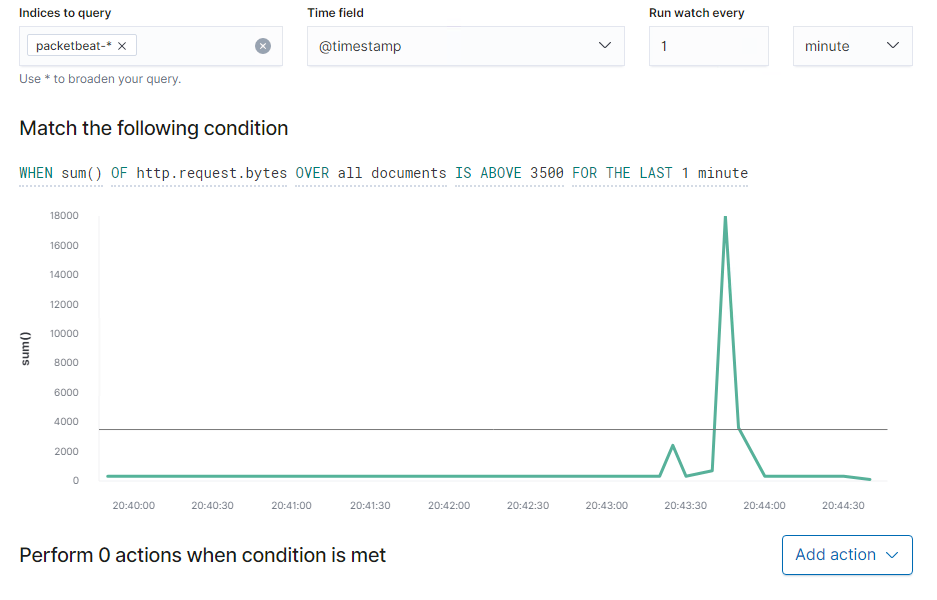 Indices to query
Time field
Run watch every
packetbeat-* ×
@timestamp
1
minute
Use * to broaden your query.
Match the following condition
WHEN sum() OF http.request.bytes OVER all documents IS ABOVE 3500 FOR THE LAST 1 minute
18000
16000
14000
12000
10000
8000
6000
4000
2000
0
sum()
20:40:00
20:40:30
20:41:00
20:41:30
20:42:00
20:42:30
20:43:00
20:43:30
20:44:00
20:44:30
Perform 0 actions when condition is met
Add action